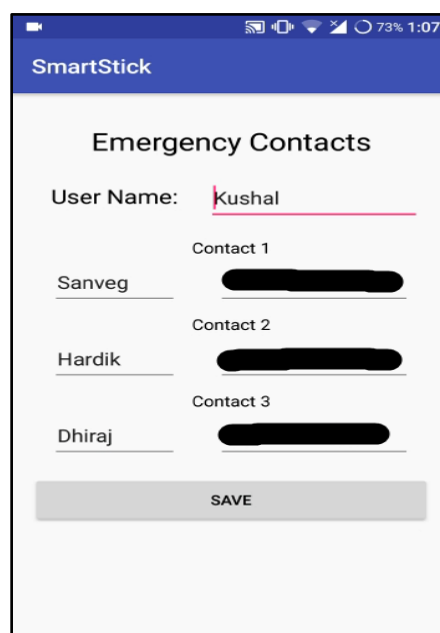 73% 1:07
SmartStick
Emergency Contacts
User Name: Kushal
Contact 1
Sanveg
Contact 2
Hardik
Contact 3
Dhiraj
SAVE